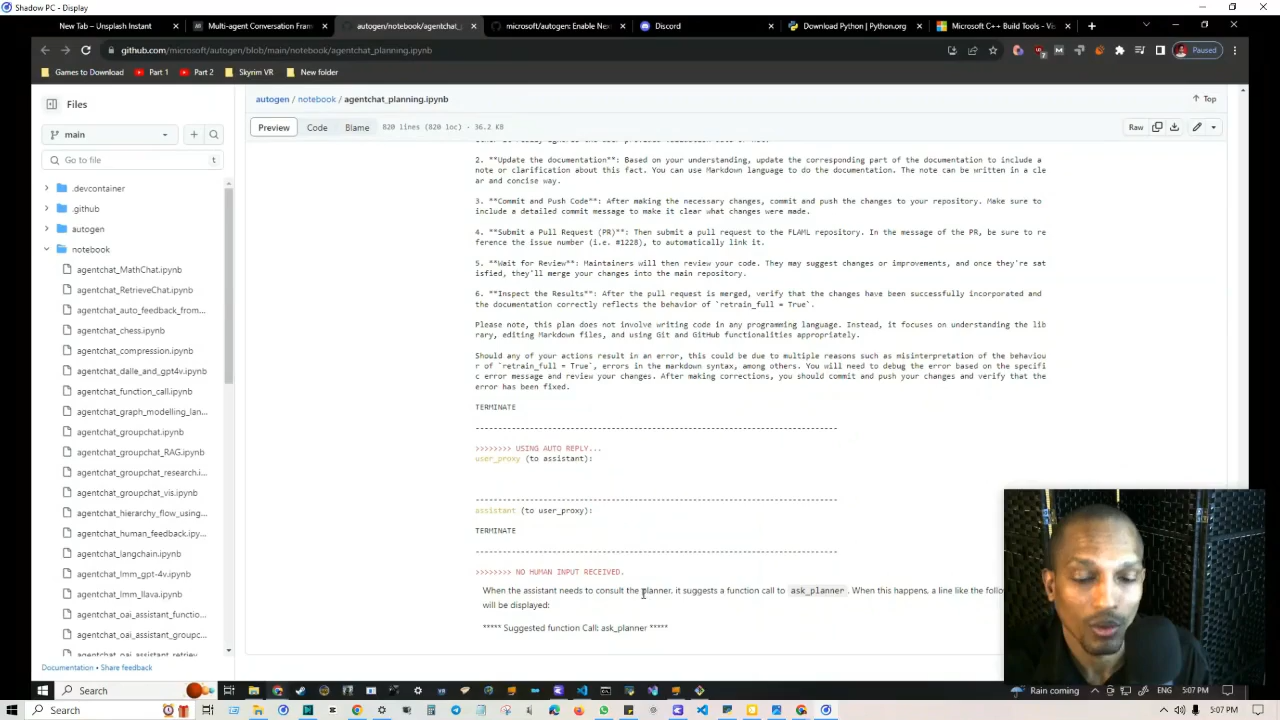 Shadow PC - Display
New Tab – Unsplash Instant
Multi-agent Conversation Fram
autogen/notebook/agentchat_
microsoft/autogen: Enable Nex
Discord
Download Python | Python.org
Microsoft C++ Build Tools - Vis
github.com/microsoft/autogen/blob/main/notebook/agentchat_planning.ipynb
Paused
Games to Download
Part 1
Part 2
Skyrim VR
New folder
Files
autogen / notebook / agentchat_planning.ipynb
Top
main
Preview
Code
Blame
820 lines (820 loc) · 36.2 KB
Raw
Go to file
t
.devcontainer
.github
autogen
notebook
agentchat_MathChat.ipynb
agentchat_RetrieveChat.ipynb
agentchat_auto_feedback_from...
agentchat_chess.ipynb
agentchat_compression.ipynb
agentchat_dalle_and_gpt4v.ipynb
agentchat_function_call.ipynb
agentchat_graph_modelling_lan...
agentchat_groupchat.ipynb
agentchat_groupchat_RAG.ipynb
agentchat_groupchat_research.i...
agentchat_groupchat_vis.ipynb
agentchat_hierarchy_flow_using...
agentchat_human_feedback.ipy...
agentchat_langchain.ipynb
agentchat_lmm_gpt-4v.ipynb
agentchat_lmm_llava.ipynb
agentchat_oai_assistant_functio...
agentchat_oai_assistant_groupc...
agentchat_oai_assistant_retriev
Documentation • Share feedback
2. **Update the documentation**: Based on your understanding, update the corresponding part of the documentation to include a
note or clarification about this fact. You can use Markdown language to do the documentation. The note can be written in a cle
ar and concise way.
3. **Commit and Push Code**: After making the necessary changes, commit and push the changes to your repository. Make sure to
include a detailed commit message to make it clear what changes were made.
4. **Submit a Pull Request (PR)**: Then submit a pull request to the FLAML repository. In the message of the PR, be sure to re
ference the issue number (i.e. #1228), to automatically link it.
5. **Wait for Review**: Maintainers will then review your code. They may suggest changes or improvements, and once they're sat
isfied, they'll merge your changes into the main repository.
6. **Inspect the Results**: After the pull request is merged, verify that the changes have been successfully incorporated and
the documentation correctly reflects the behavior of `retrain_full = True`.
Please note, this plan does not involve writing code in any programming language. Instead, it focuses on understanding the lib
rary, editing Markdown files, and using Git and GitHub functionalities appropriately.
Should any of your actions result in an error, this could be due to multiple reasons such as misinterpretation of the behaviou
r of `retrain_full = True`, errors in the markdown syntax, among others. You will need to debug the error based on the specifi
c error message and review your changes. After making corrections, you should commit and push your changes and verify that the
error has been fixed.
TERMINATE
--------------------------------------------------------------------------------
>>>>>>>> USING AUTO REPLY...
user_proxy (to assistant):
--------------------------------------------------------------------------------
assistant (to user_proxy):
TERMINATE
--------------------------------------------------------------------------------
>>>>>>>> NO HUMAN INPUT RECEIVED.
When the assistant needs to consult the planner, it suggests a function call to ask_planner. When this happens, a line like the follo
will be displayed:
***** Suggested function Call: ask_planner *****
Search
Rain coming
ENG
5:07 PM
Search
ENG
5:07 PM